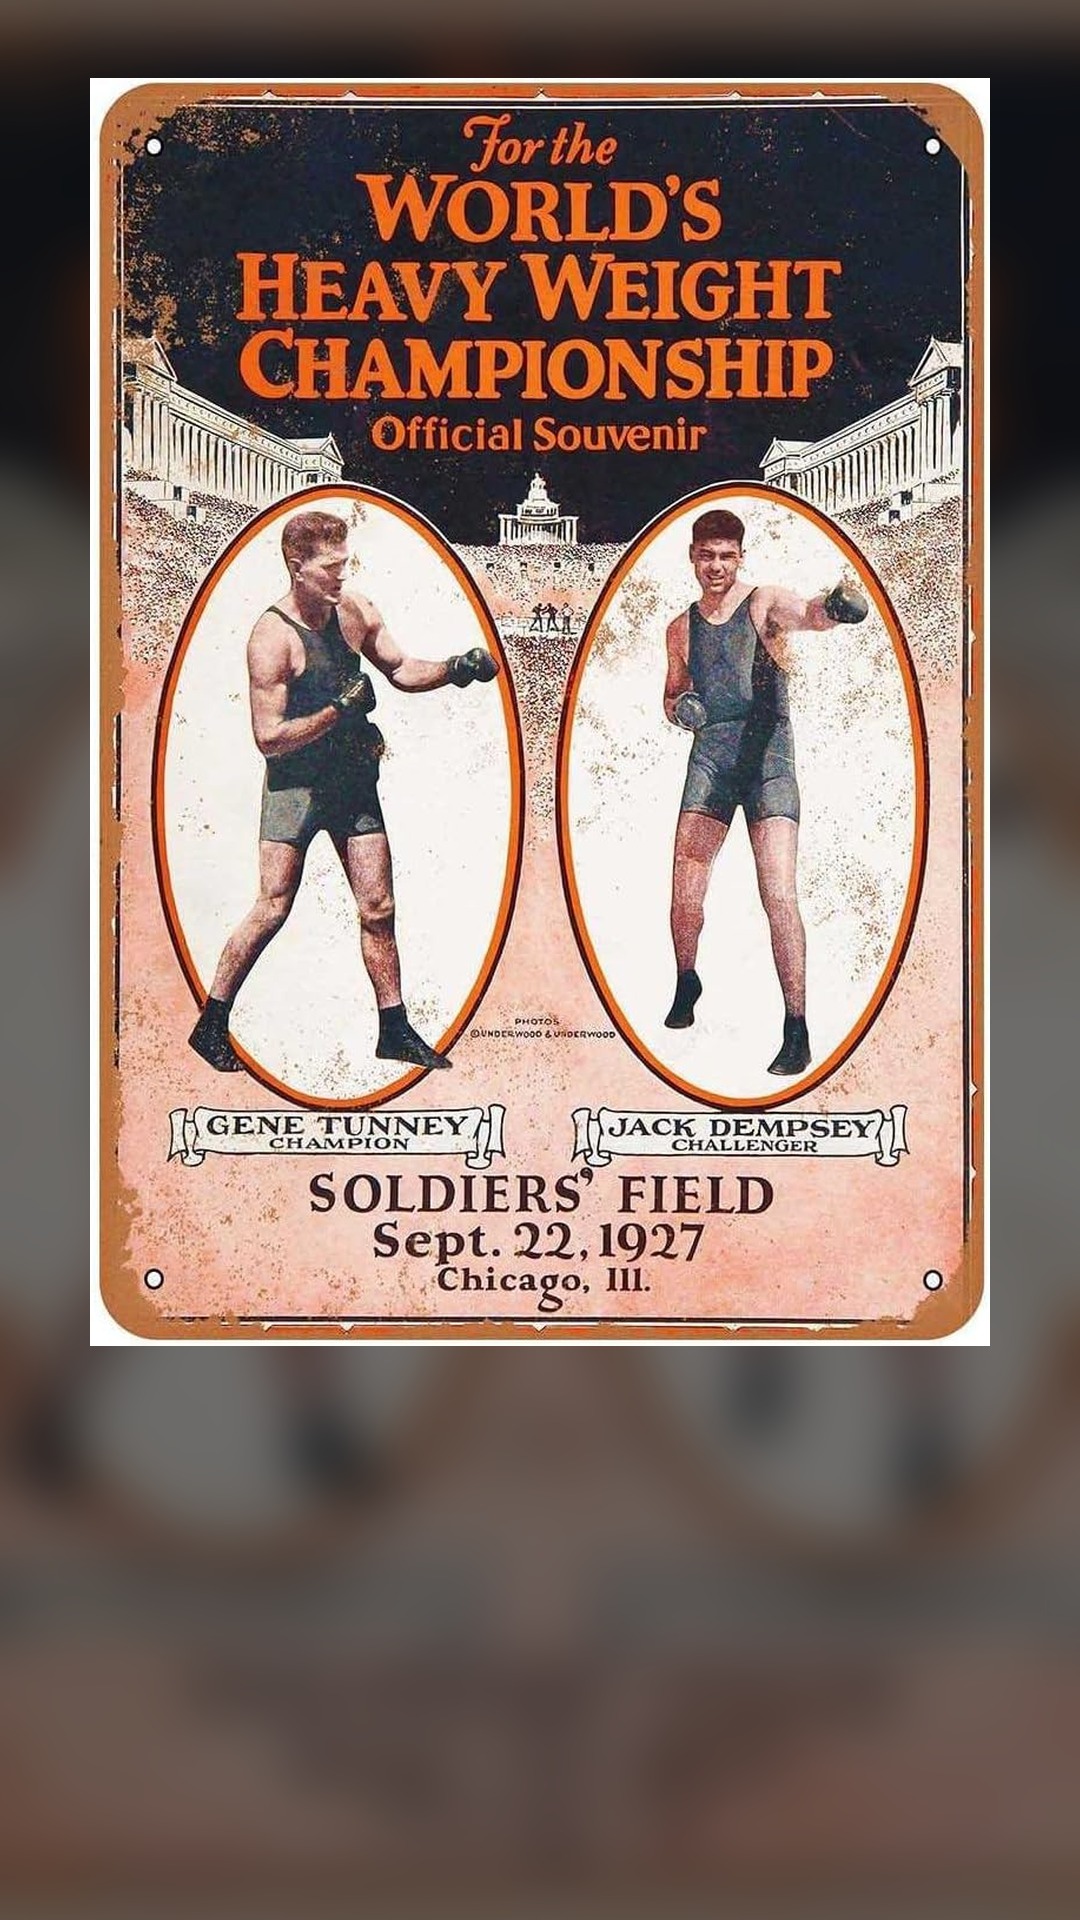 For the
WORLD'S
HEAVY WEIGHT
CHAMPIONSHIP
Official Souvenir
PHOTOS
©UNDERWOOD & UNDERWOOD
GENE TUNNEY
CHAMPION
JACK DEMPSEY
CHALLENGER
SOLDIERS' FIELD
Sept. 22, 1927
Chicago, Ill.